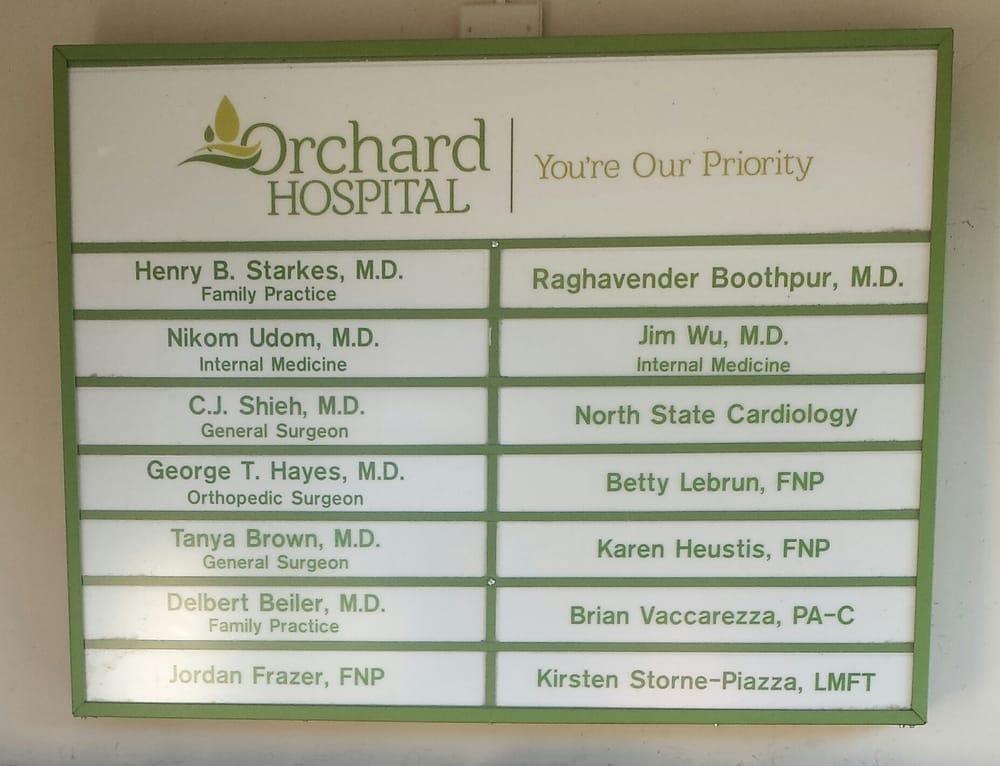 Orchard
HOSPITAL
You're Our Priority
Henry B. Starkes, M.D.
Family Practice
Raghavender Boothpur, M.D.
Nikom Udom, M.D.
Internal Medicine
Jim Wu, M.D.
Internal Medicine
C.J. Shieh, M.D.
General Surgeon
North State Cardiology
George T. Hayes, M.D.
Orthopedic Surgeon
Betty Lebrun, FNP
Tanya Brown, M.D.
General Surgeon
Karen Heustis, FNP
Delbert Beiler, M.D.
Family Practice
Brian Vaccarezza, PA-C
Jordan Frazer, FNP
Kirsten Storne-Piazza, LMFT